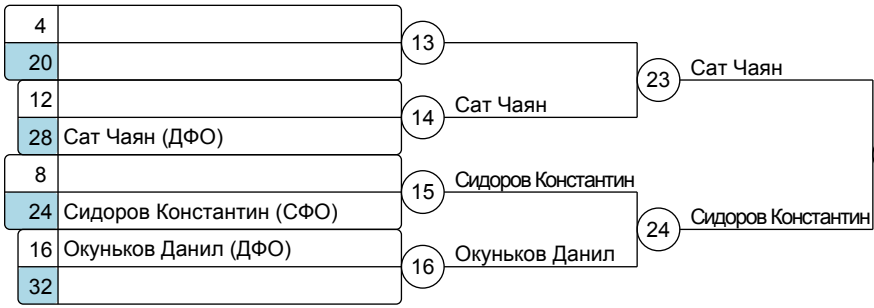 4
13
20
23
Сат Чаян
12
14
Сат Чаян
28
Сат Чаян (ДФО)
8
15
Сидоров Константин
24
Сидоров Константин (СФО)
24
Сидоров Константин
16
Окуньков Данил (ДФО)
16
Окуньков Данил
32